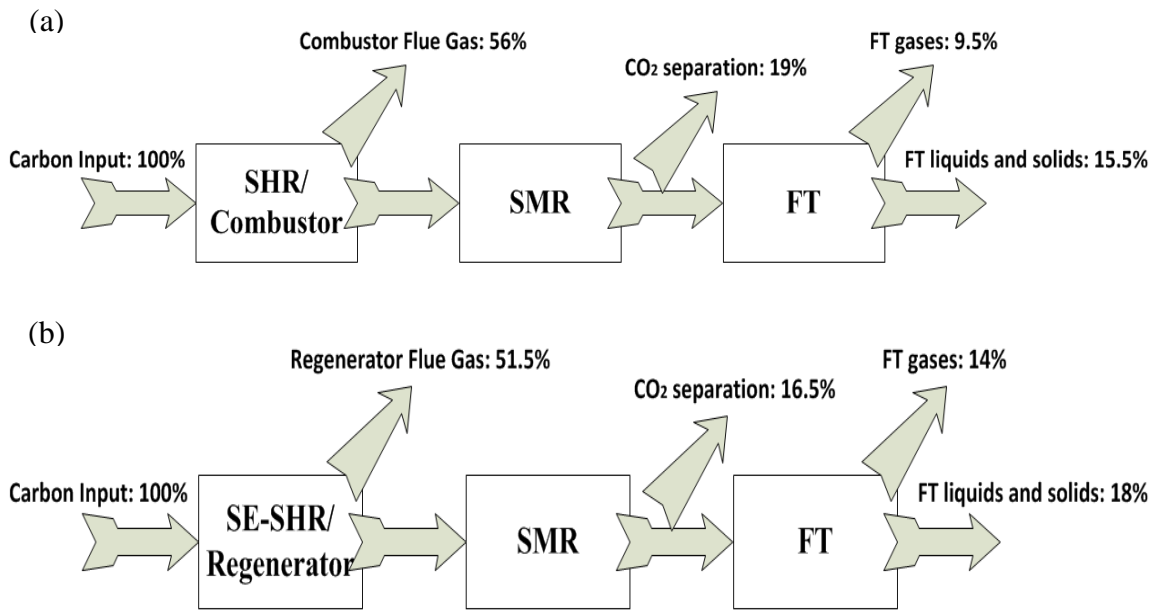 (a)
Combustor Flue Gas: 56%
FT gases: 9.5%
CO₂ separation: 19%
Carbon Input: 100%
FT liquids and solids: 15.5%
SHR/
Combustor
SMR
FT
(b)
Regenerator Flue Gas: 51.5%
FT gases: 14%
CO₂ separation: 16.5%
Carbon Input: 100%
FT liquids and solids: 18%
SE-SHR/
Regenerator
SMR
FT